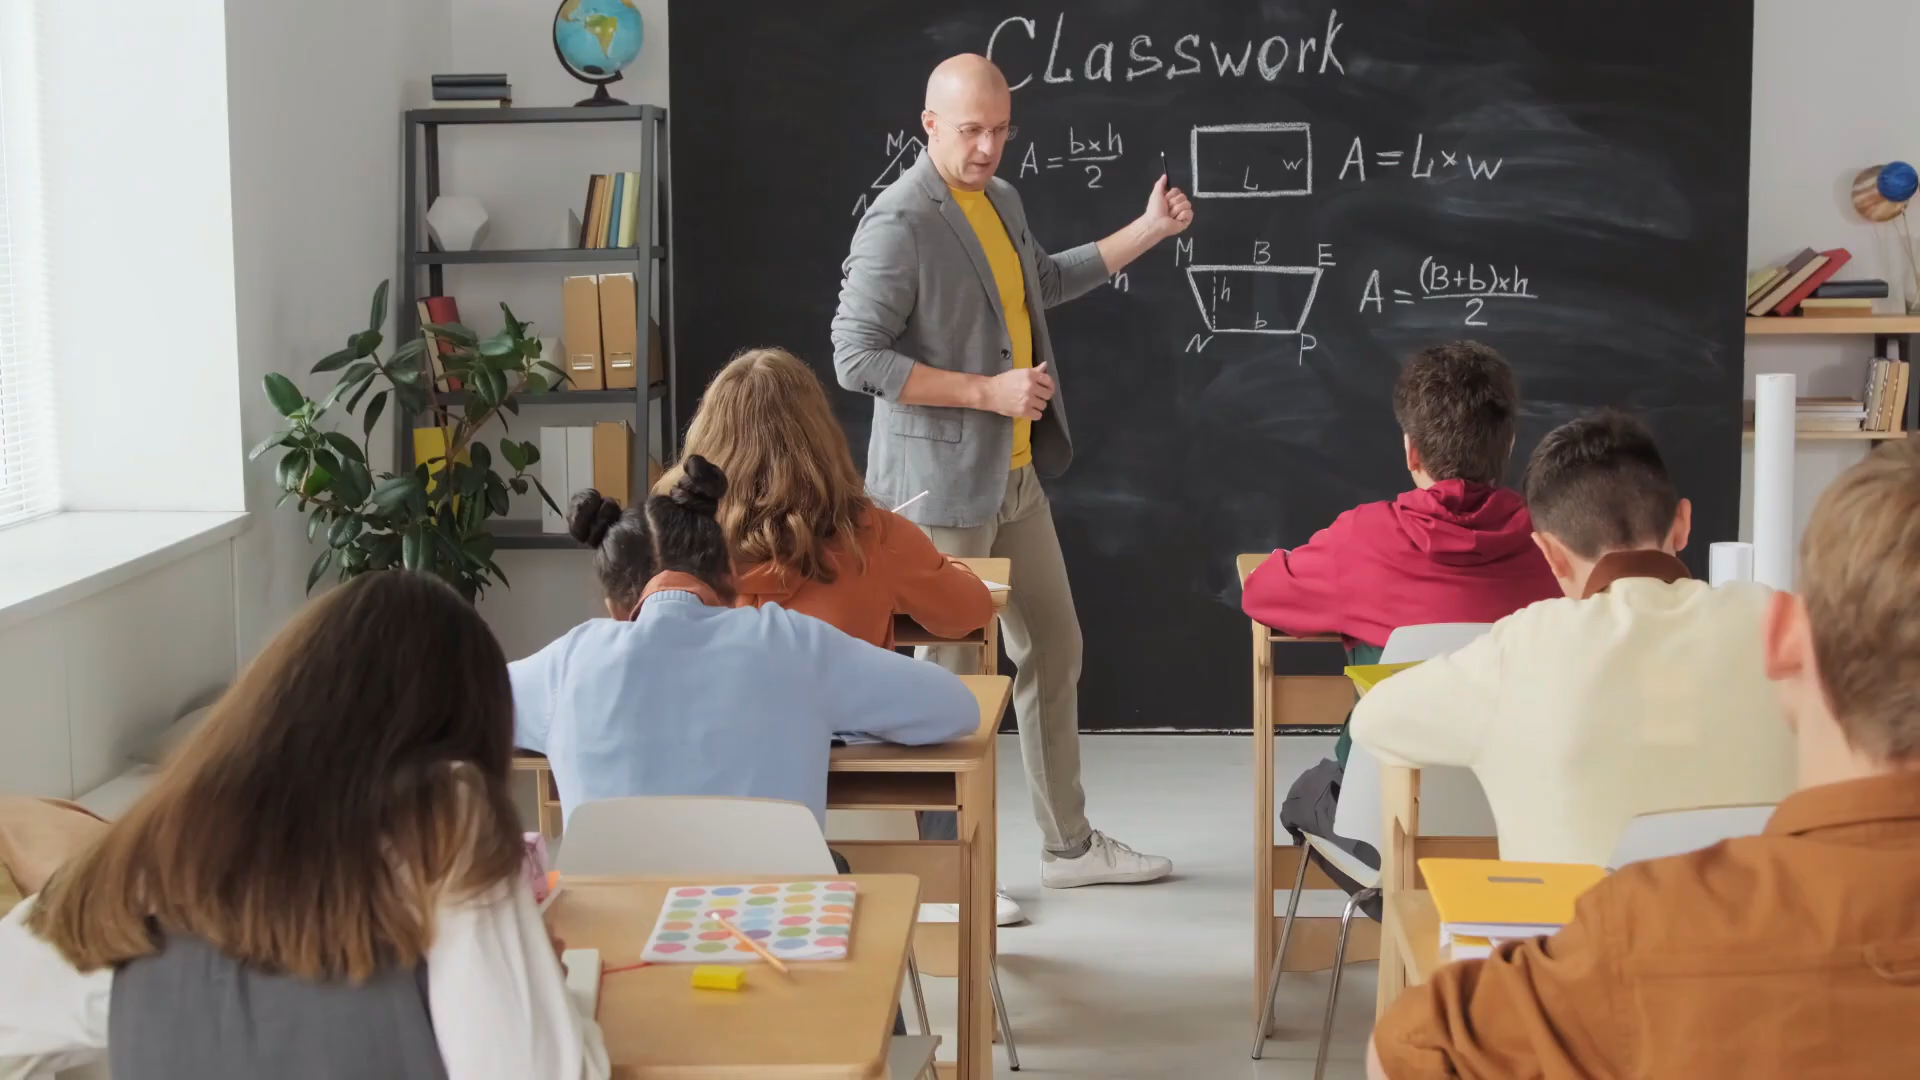 Classwork
M
h
N
A = b×h / 2
L
w
A = L×w
h
M B E
h
b
N P
A = (B+b)×h / 2